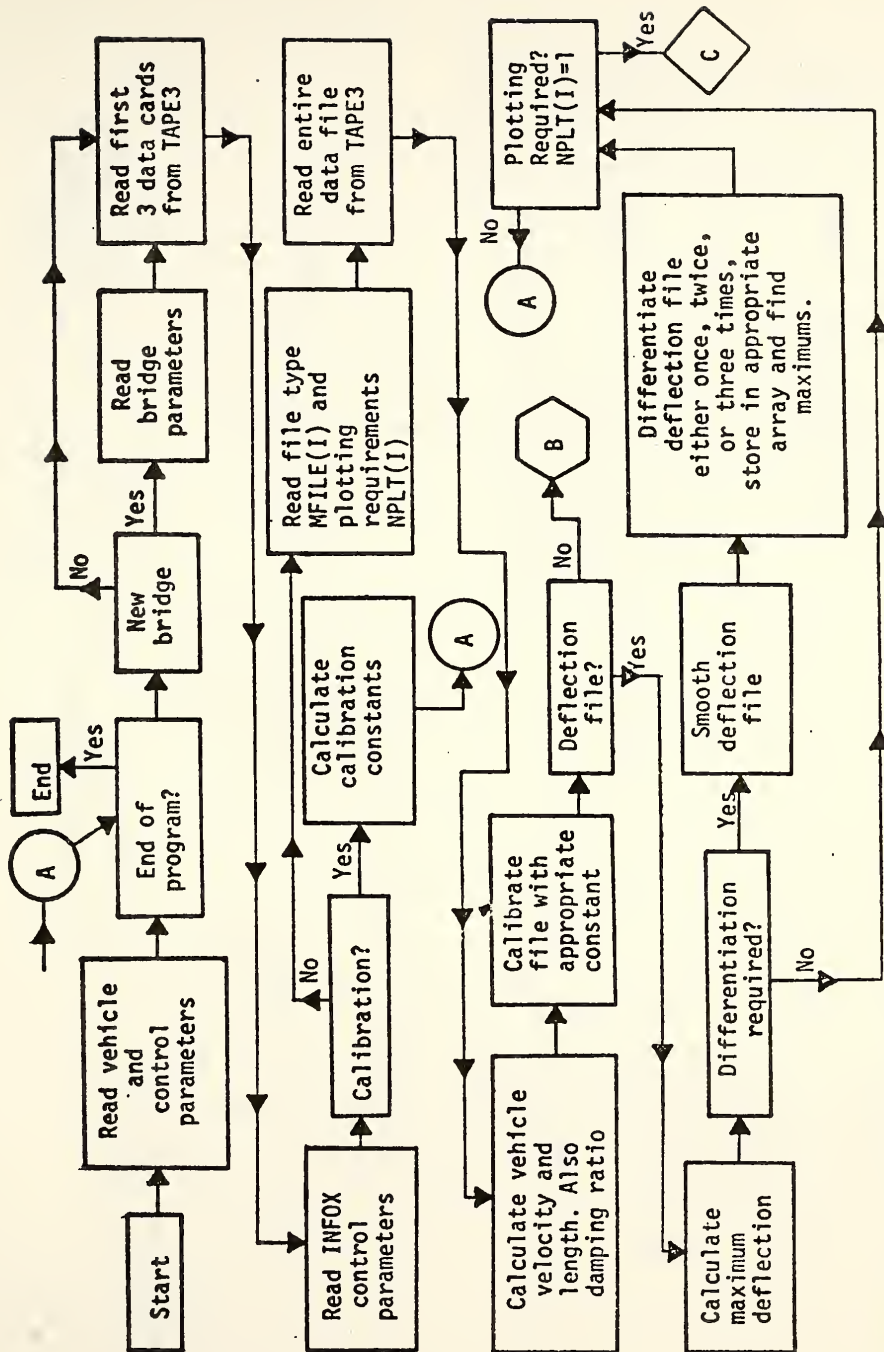 Start
Read vehicle
and
control
parameters
A
End of
program?
Yes
End
New
bridge
No
Yes
Read
bridge
parameters
Read first
3 data cards
from TAPE3
Read INFOX
control
parameters
Calibration?
No
Yes
Calculate
calibration
constants
A
Read file type
MFILE(I) and
plotting
requirements
NPLT(I)
Read entire
data file
from TAPE3
Calculate vehicle
velocity and
length. Also
damping ratio
Calibrate
file with
appropriate
constant
Deflection
file?
No
B
Yes
Calculate
maximum
deflection
Differentiation
required?
Yes
No
Smooth
deflection
file
Differentiate
deflection file
either once, twice,
or three times,
store in appropriate
array and find
maximums.
Plotting
Required?
NPLT(I)=1
No
A
Yes
C